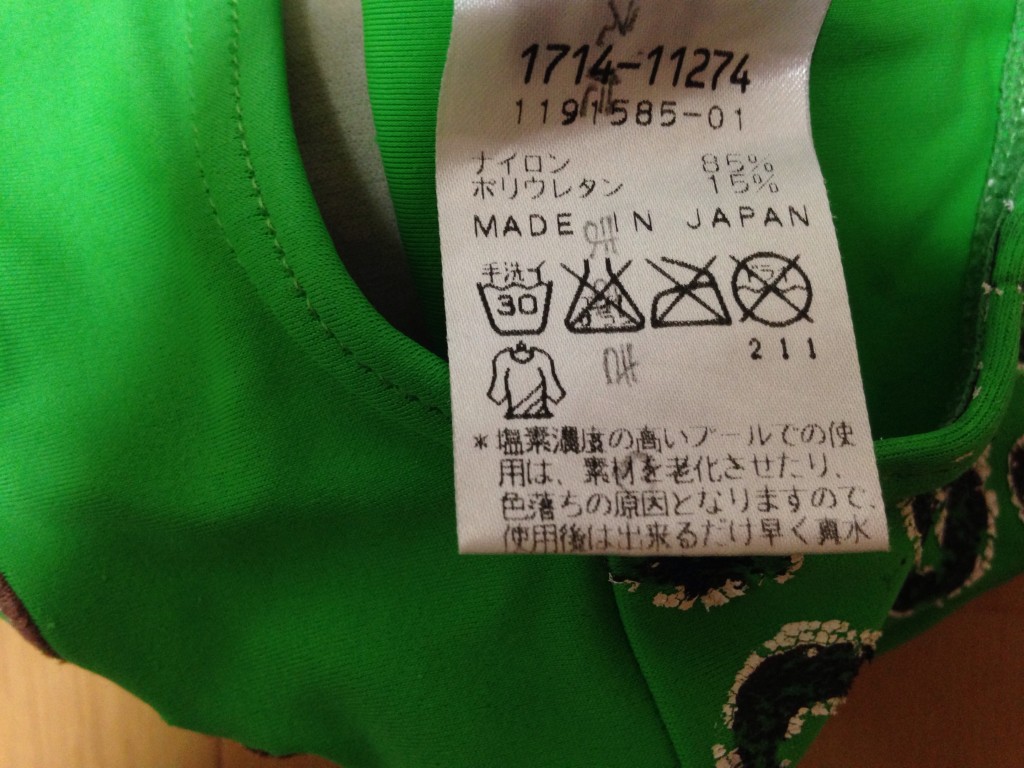 1714-11274
1191585-01
ナイロン 85%
ポリウレタン 15%
MADE IN JAPAN
手洗イ
30
ドライ
211
*塩素濃度の高いプールでの使
用は、素材を老化させたり、
色落ちの原因となりますので、
使用後は出来るだけ早く真水